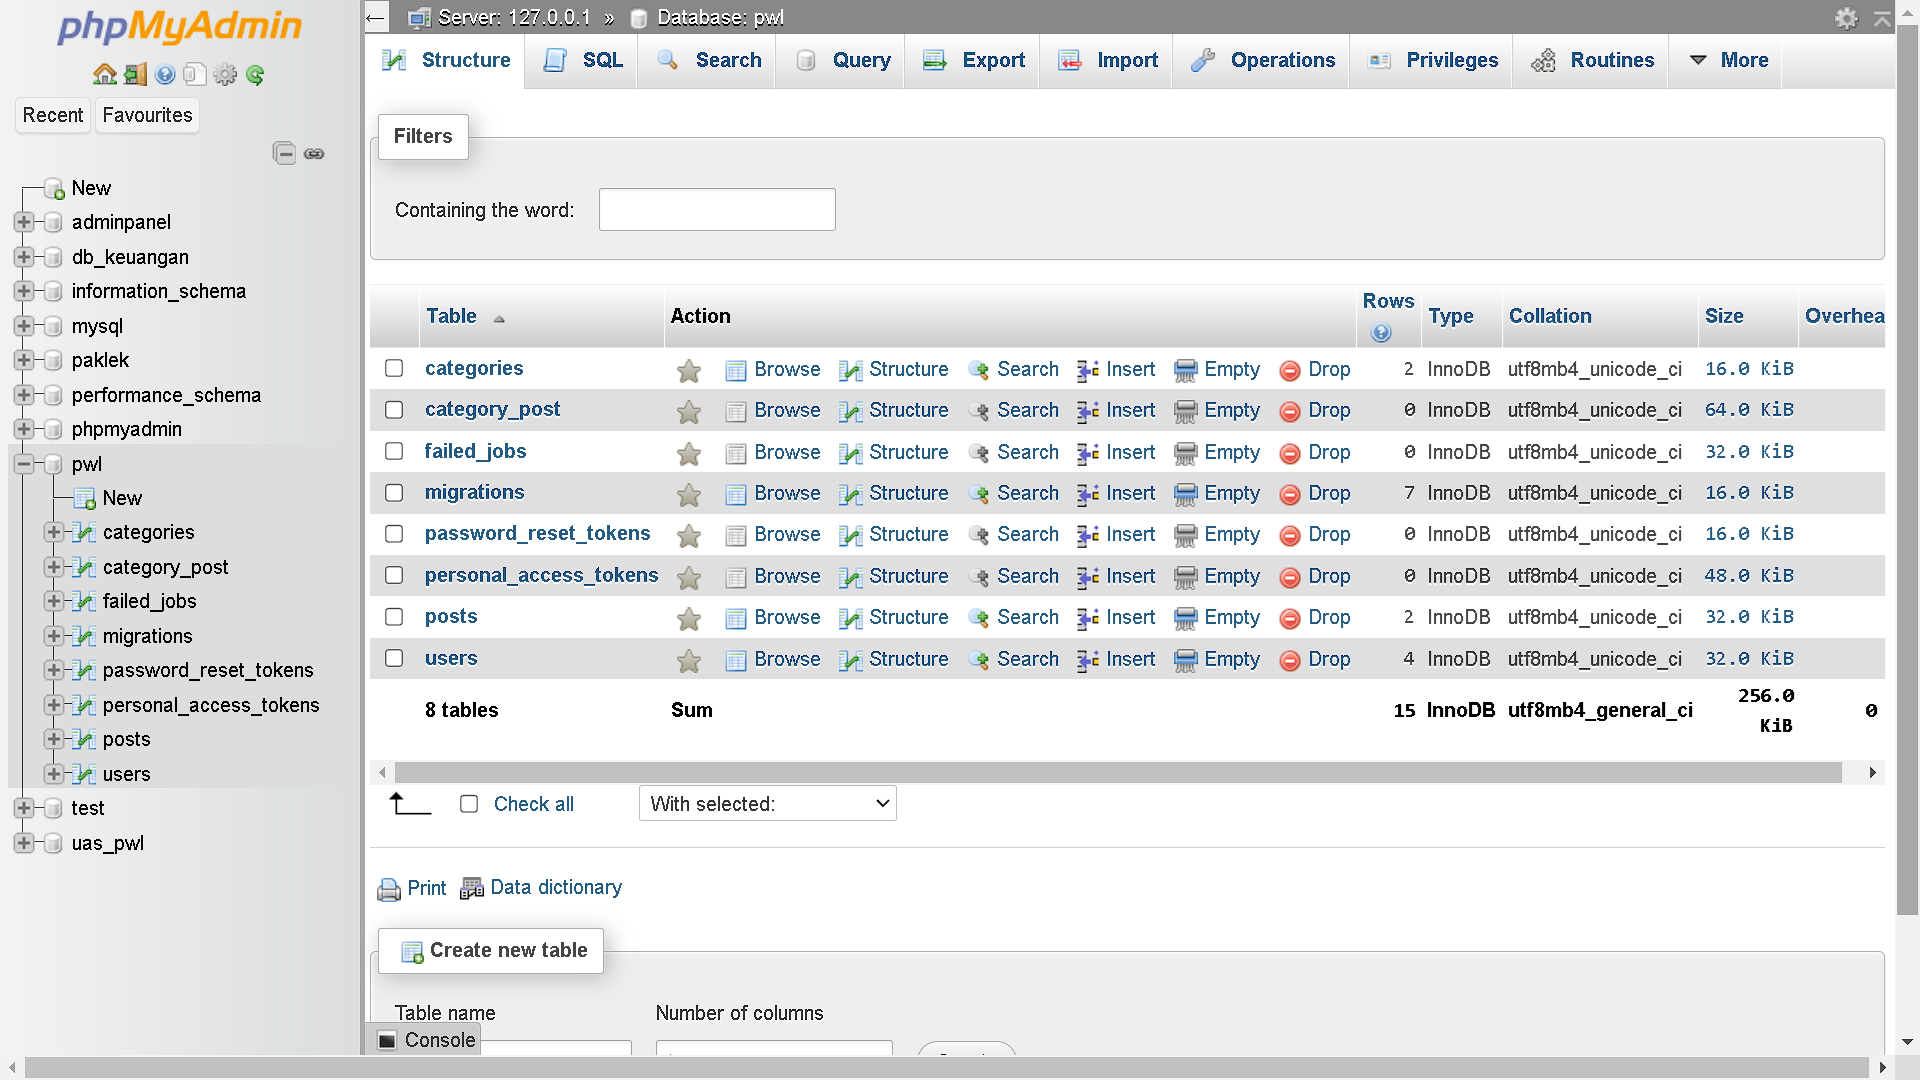 phpMyAdmin
Recent Favourites
New
adminpanel
db_keuangan
information_schema
mysql
paklek
performance_schema
phpmyadmin
pwl
New
categories
category_post
failed_jobs
migrations
password_reset_tokens
personal_access_tokens
posts
users
test
uas_pwl
Server: 127.0.0.1 » Database: pwl
Structure SQL Search Query Export Import Operations Privileges Routines More
Filters
Containing the word:
Table Action Rows Type Collation Size Overhea
categories Browse Structure Search Insert Empty Drop 2 InnoDB utf8mb4_unicode_ci 16.0 KiB
category_post Browse Structure Search Insert Empty Drop 0 InnoDB utf8mb4_unicode_ci 64.0 KiB
failed_jobs Browse Structure Search Insert Empty Drop 0 InnoDB utf8mb4_unicode_ci 32.0 KiB
migrations Browse Structure Search Insert Empty Drop 7 InnoDB utf8mb4_unicode_ci 16.0 KiB
password_reset_tokens Browse Structure Search Insert Empty Drop 0 InnoDB utf8mb4_unicode_ci 16.0 KiB
personal_access_tokens Browse Structure Search Insert Empty Drop 0 InnoDB utf8mb4_unicode_ci 48.0 KiB
posts Browse Structure Search Insert Empty Drop 2 InnoDB utf8mb4_unicode_ci 32.0 KiB
users Browse Structure Search Insert Empty Drop 4 InnoDB utf8mb4_unicode_ci 32.0 KiB
8 tables Sum 15 InnoDB utf8mb4_general_ci 256.0 KiB 0
Check all With selected:
Print Data dictionary
Create new table
Table name Number of columns
Console